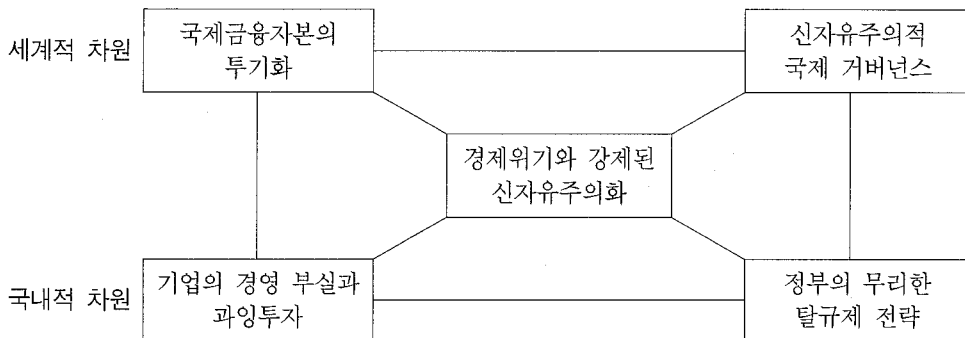 세계적 차원
국제금융자본의
투기화
신자유주의적
국제 거버넌스
경제위기와 강제된
신자유주의화
국내적 차원
기업의 경영 부실과
과잉투자
정부의 무리한
탈규제 전략